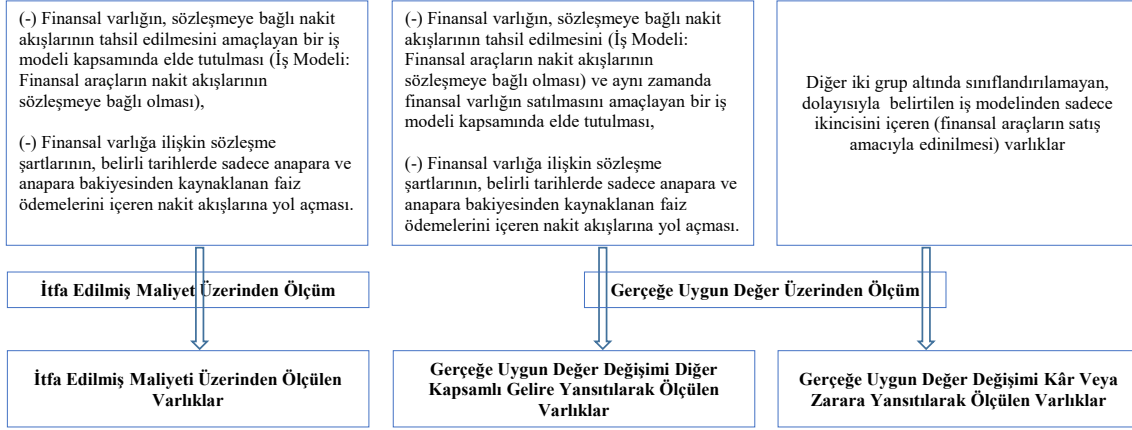 (-) Finansal varlığın, sözleşmeye bağlı nakit
akışlarının tahsil edilmesini amaçlayan bir iş
modeli kapsamında elde tutulması (İş Modeli:
Finansal araçların nakit akışlarının
sözleşmeye bağlı olması),
(-) Finansal varlığa ilişkin sözleşme
şartlarının, belirli tarihlerde sadece anapara ve
anapara bakiyesinden kaynaklanan faiz
ödemelerini içeren nakit akışlarına yol açması.
(-) Finansal varlığın, sözleşmeye bağlı nakit
akışlarının tahsil edilmesini (İş Modeli:
Finansal araçların nakit akışlarının
sözleşmeye bağlı olması) ve aynı zamanda
finansal varlığın satılmasını amaçlayan bir iş
modeli kapsamında elde tutulması,
(-) Finansal varlığa ilişkin sözleşme
şartlarının, belirli tarihlerde sadece anapara ve
anapara bakiyesinden kaynaklanan faiz
ödemelerini içeren nakit akışlarına yol açması.
Diğer iki grup altında sınıflandırılamayan,
dolayısıyla belirtilen iş modelinden sadece
ikincisini içeren (finansal araçların satış
amacıyla edinilmesi) varlıklar
İtfa Edilmiş Maliyet Üzerinden Ölçüm
Gerçeğe Uygun Değer Üzerinden Ölçüm
İtfa Edilmiş Maliyeti Üzerinden Ölçülen
Varlıklar
Gerçeğe Uygun Değer Değişimi Diğer
Kapsamlı Gelire Yansıtılarak Ölçülen
Varlıklar
Gerçeğe Uygun Değer Değişimi Kâr Veya
Zarara Yansıtılarak Ölçülen Varlıklar